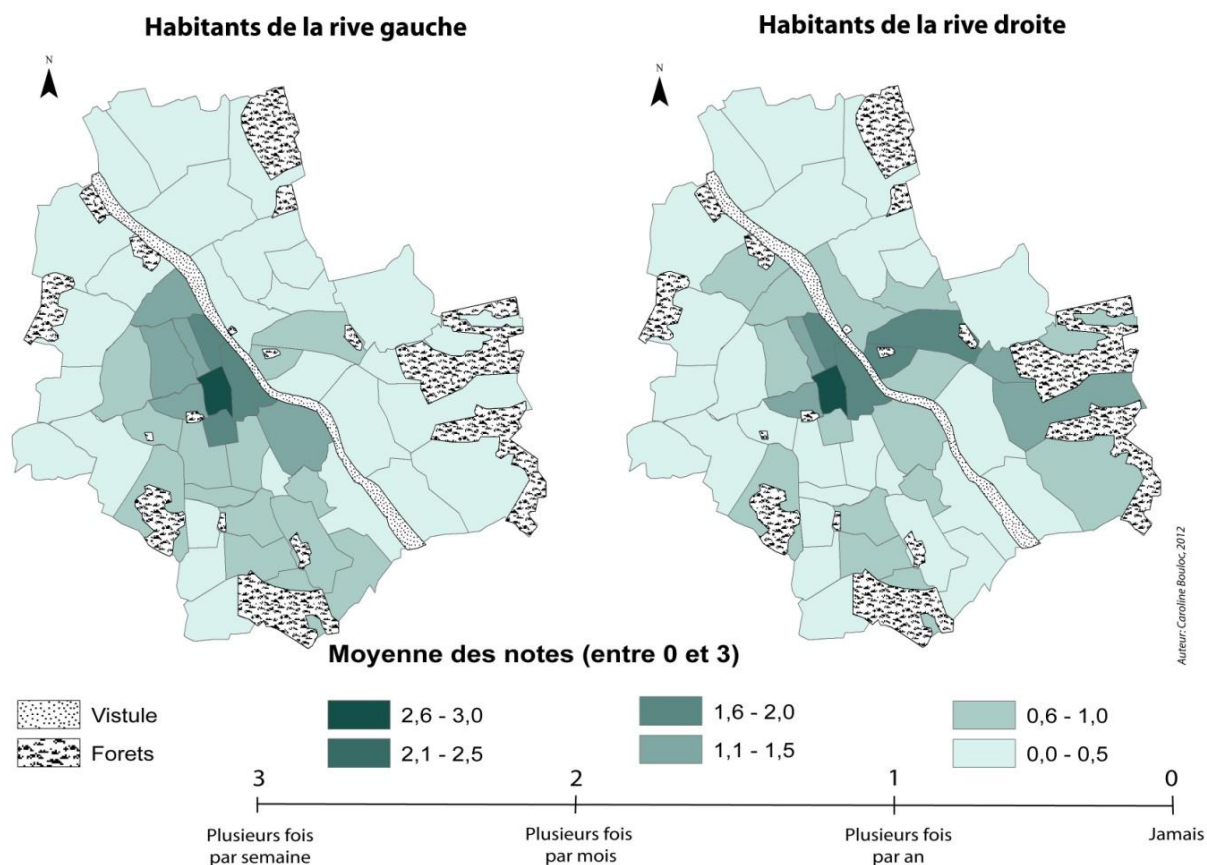 Habitants de la rive gauche
Habitants de la rive droite
N
N
Auteur: Caroline Bouloc, 2012
Moyenne des notes (entre 0 et 3)
Vistule
Forets
2,6 - 3,0
2,1 - 2,5
1,6 - 2,0
1,1 - 1,5
0,6 - 1,0
0,0 - 0,5
3
2
1
0
Plusieurs fois
par semaine
Plusieurs fois
par mois
Plusieurs fois
par an
Jamais